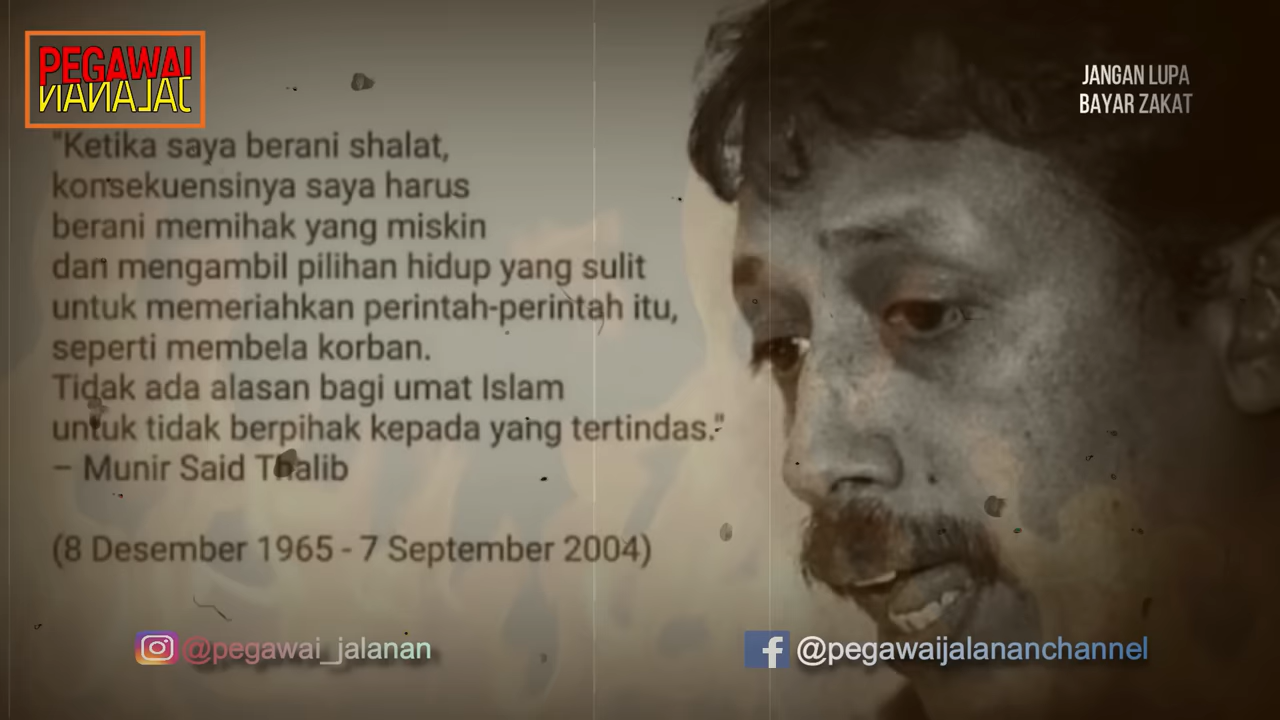 PEGAWAI
JALANAN
JANGAN LUPA
BAYAR ZAKAT
"Ketika saya berani shalat,
konsekuensinya saya harus
berani memihak yang miskin
dan mengambil pilihan hidup yang sulit
untuk memeriahkan perintah-perintah itu,
seperti membela korban.
Tidak ada alasan bagi umat Islam
untuk tidak berpihak kepada yang tertindas."
– Munir Said Thalib
(8 Desember 1965 - 7 September 2004)
@pegawai_jalanan
@pegawaijalananchannel